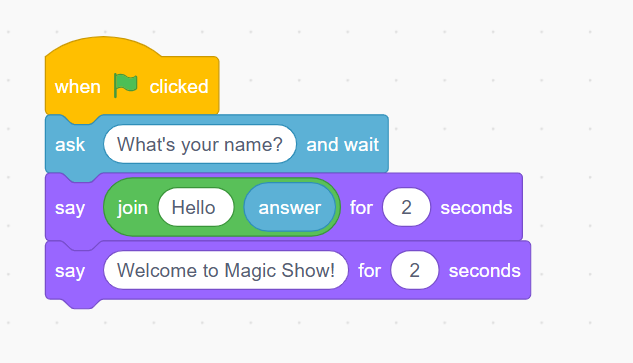 when clicked
ask What's your name? and wait
say join Hello answer for 2 seconds
say Welcome to Magic Show! for 2 seconds